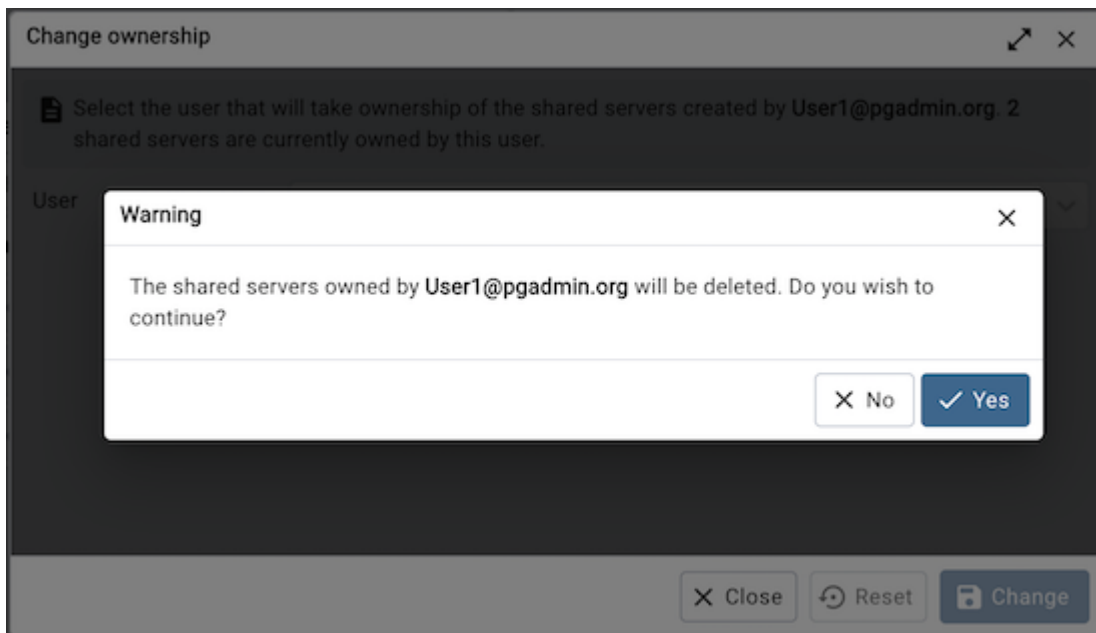 Change ownership
Select the user that will take ownership of the shared servers created by User1@pgadmin.org. 2
shared servers are currently owned by this user.
User
Warning
The shared servers owned by User1@pgadmin.org will be deleted. Do you wish to
continue?
No
Yes
Close
Reset
Change